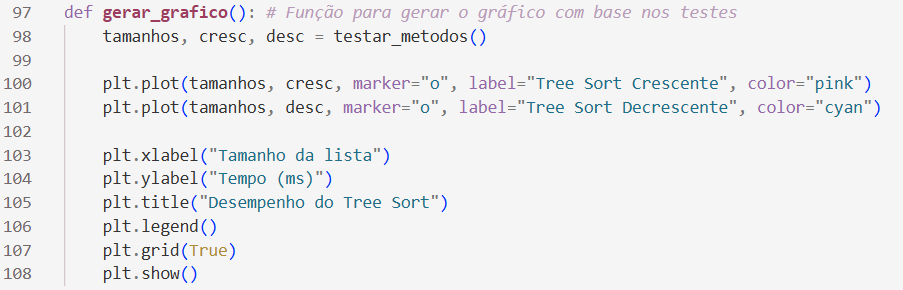 97 def gerar_grafico(): # Função para gerar o gráfico com base nos testes
98 tamanhos, cresc, desc = testar_metodos()
99
100 plt.plot(tamanhos, cresc, marker="o", label="Tree Sort Crescente", color="pink")
101 plt.plot(tamanhos, desc, marker="o", label="Tree Sort Decrescente", color="cyan")
102
103 plt.xlabel("Tamanho da lista")
104 plt.ylabel("Tempo (ms)")
105 plt.title("Desempenho do Tree Sort")
106 plt.legend()
107 plt.grid(True)
108 plt.show()